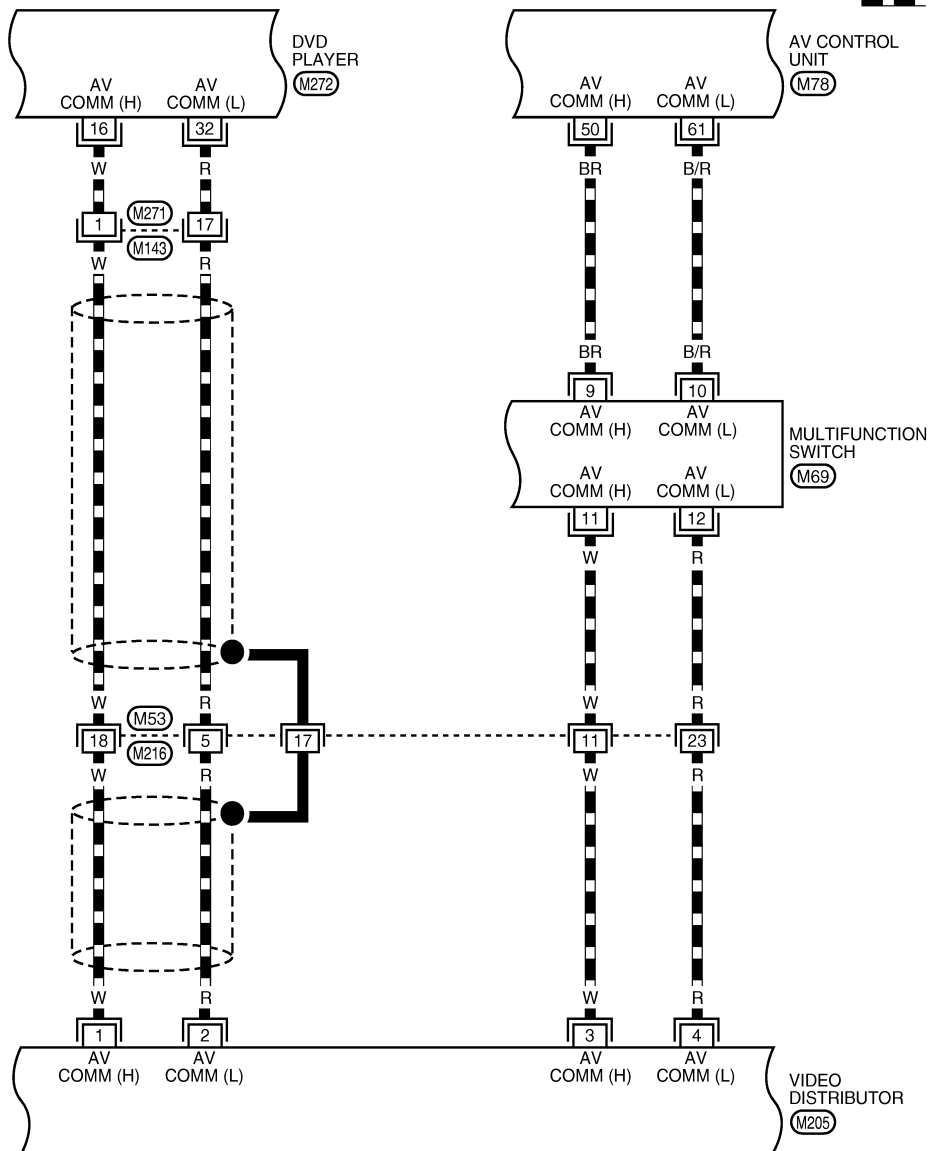 DVD
PLAYER
M272
AV CONTROL
UNIT
M78
AV
COMM (H)
AV
COMM (L)
AV
COMM (H)
AV
COMM (L)
16
32
50
61
W
R
BR
B/R
M271
1
17
M143
W
R
BR
B/R
9
10
AV
COMM (H)
AV
COMM (L)
MULTIFUNCTION
SWITCH
M69
AV
COMM (H)
AV
COMM (L)
11
12
W
R
W
R
W
R
M53
18
5
17
11
23
M216
W
R
W
R
W
R
W
R
1
2
3
4
AV
COMM (H)
AV
COMM (L)
AV
COMM (H)
AV
COMM (L)
VIDEO
DISTRIBUTOR
M205